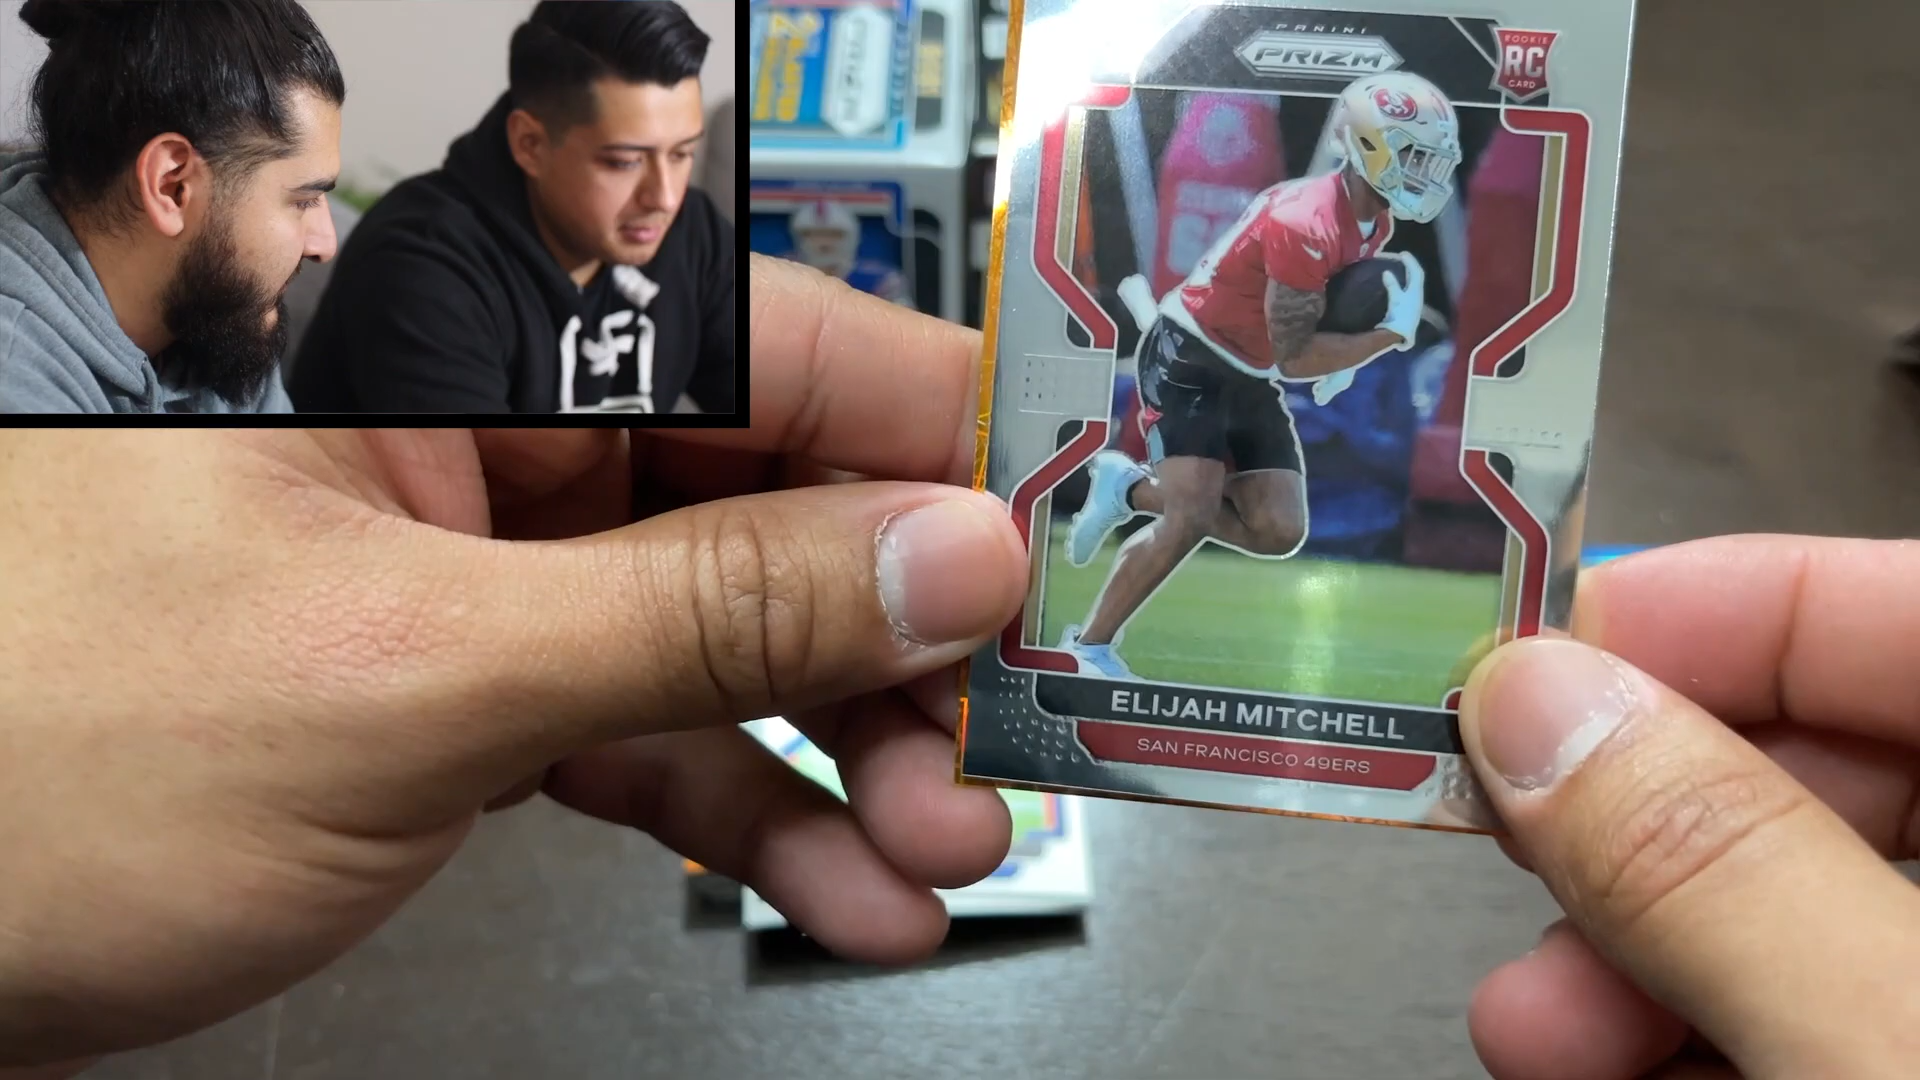 PANINI
PRIZM
ROOKIE
RC
CARD
ELIJAH MITCHELL
SAN FRANCISCO 49ERS